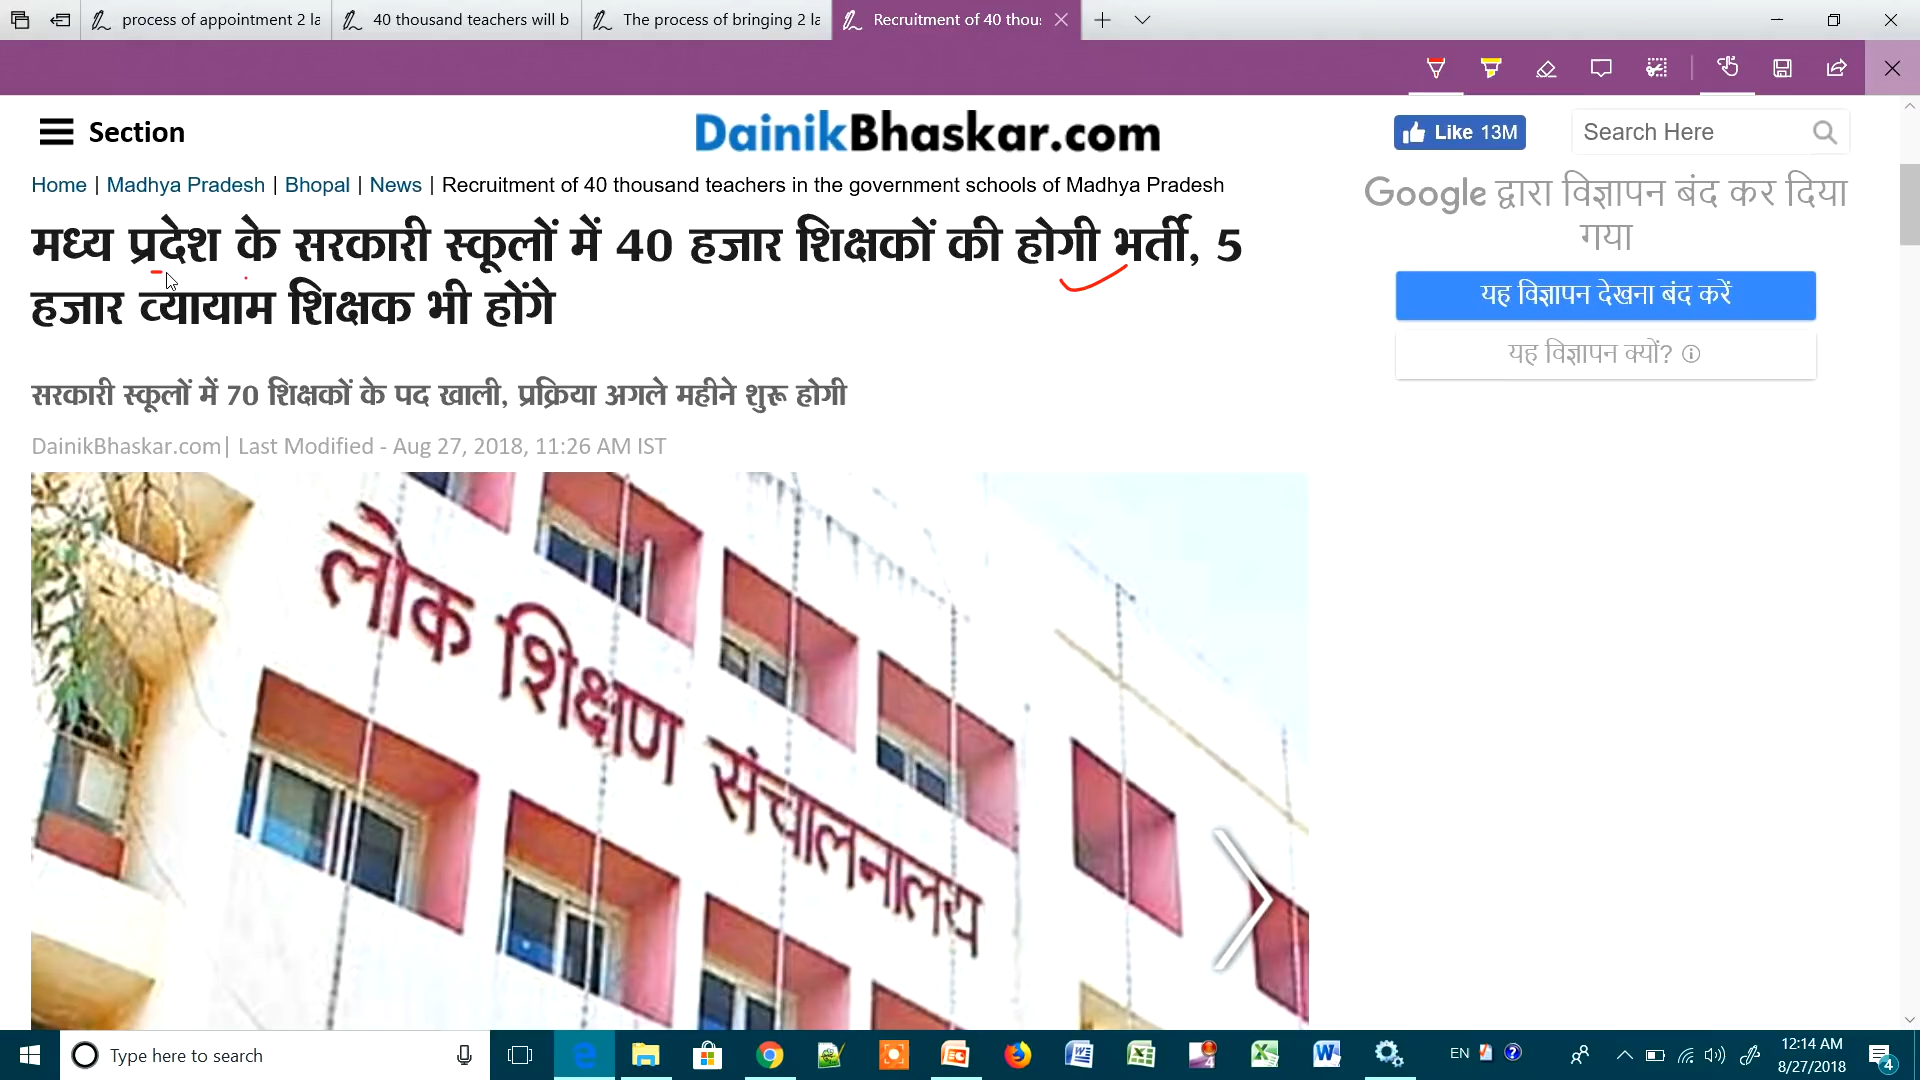 process of appointment 2 la
40 thousand teachers will b
The process of bringing 2 la
Recruitment of 40 thou
Section
DainikBhaskar.com
Like 13M
Search Here
Home | Madhya Pradesh | Bhopal | News | Recruitment of 40 thousand teachers in the government schools of Madhya Pradesh
मध्य प्रदेश के सरकारी स्कूलों में 40 हजार शिक्षकों की होगी भर्ती, 5
हजार व्यायाम शिक्षक भी होंगे
Google द्वारा विज्ञापन बंद कर दिया
गया
यह विज्ञापन देखना बंद करें
यह विज्ञापन क्यों?
सरकारी स्कूलों में 70 शिक्षकों के पद खाली, प्रक्रिया अगले महीने शुरू होगी
DainikBhaskar.com| Last Modified - Aug 27, 2018, 11:26 AM IST
लोक शिक्षण संचालनालय
Type here to search
EN
12:14 AM
8/27/2018
4